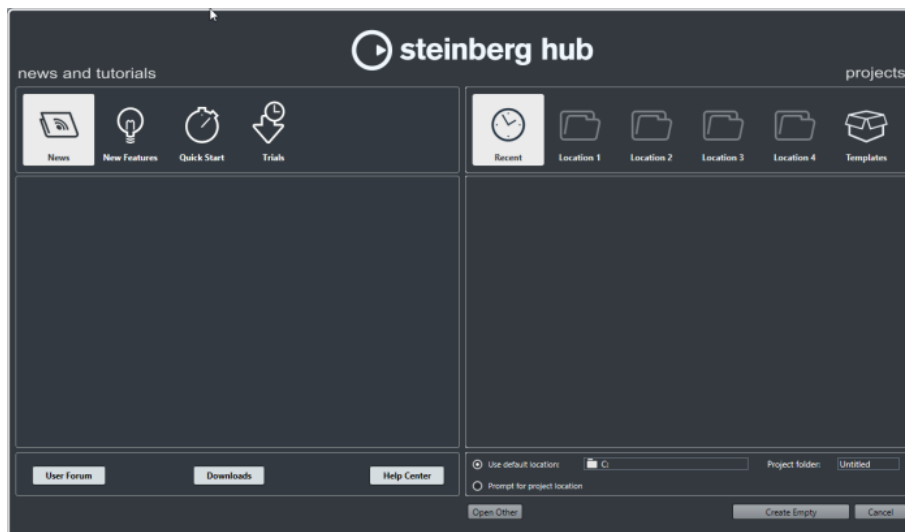 steinberg hub
news and tutorials
projects
News
New Features
Quick Start
Trials
Recent
Location 1
Location 2
Location 3
Location 4
Templates
User Forum
Downloads
Help Center
Use default location:
C:
Project folder:
Untitled
Prompt for project location
Open Other
Create Empty
Cancel